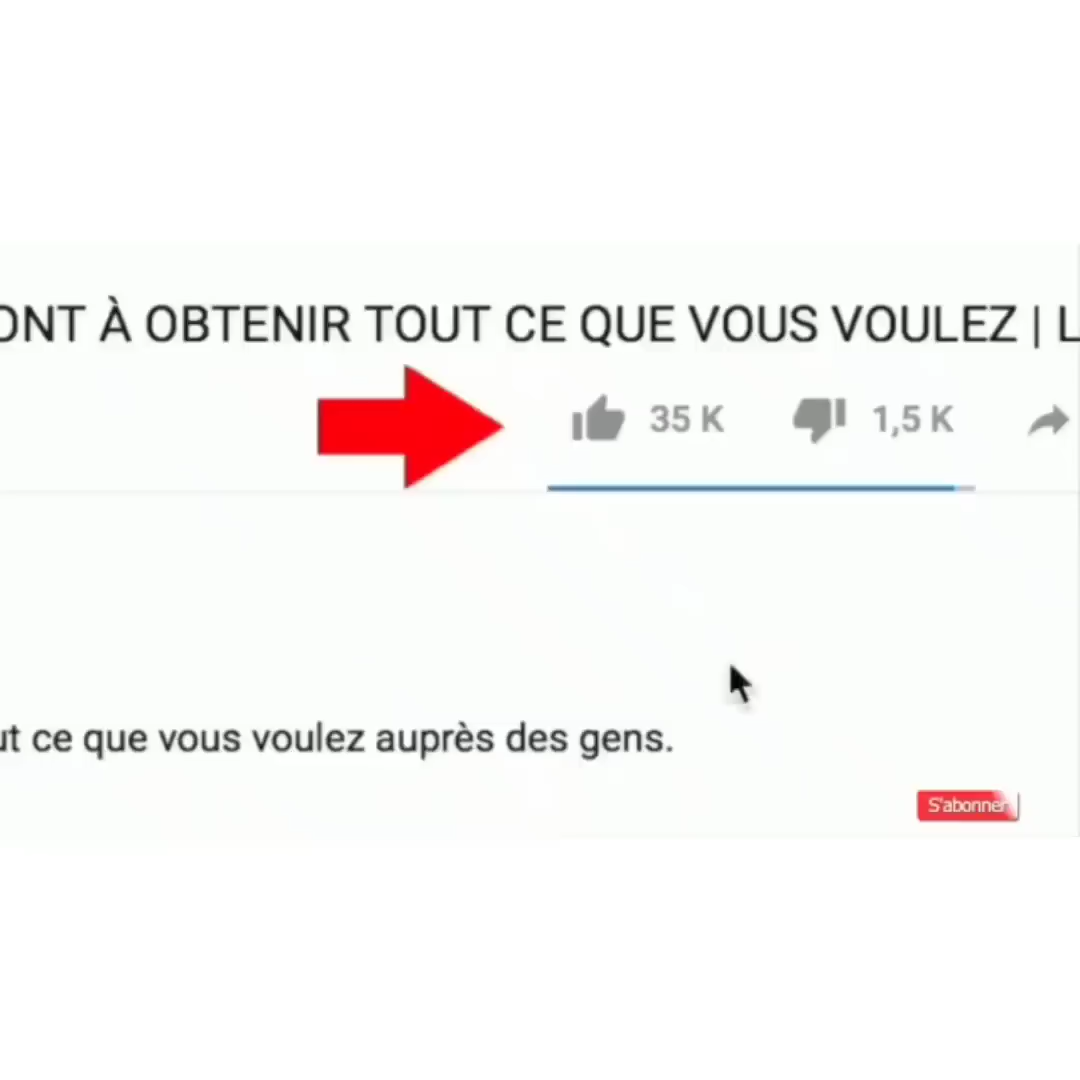 ONT À OBTENIR TOUT CE QUE VOUS VOULEZ | L
35 K 1,5 K
ut ce que vous voulez auprès des gens.
S'abonner